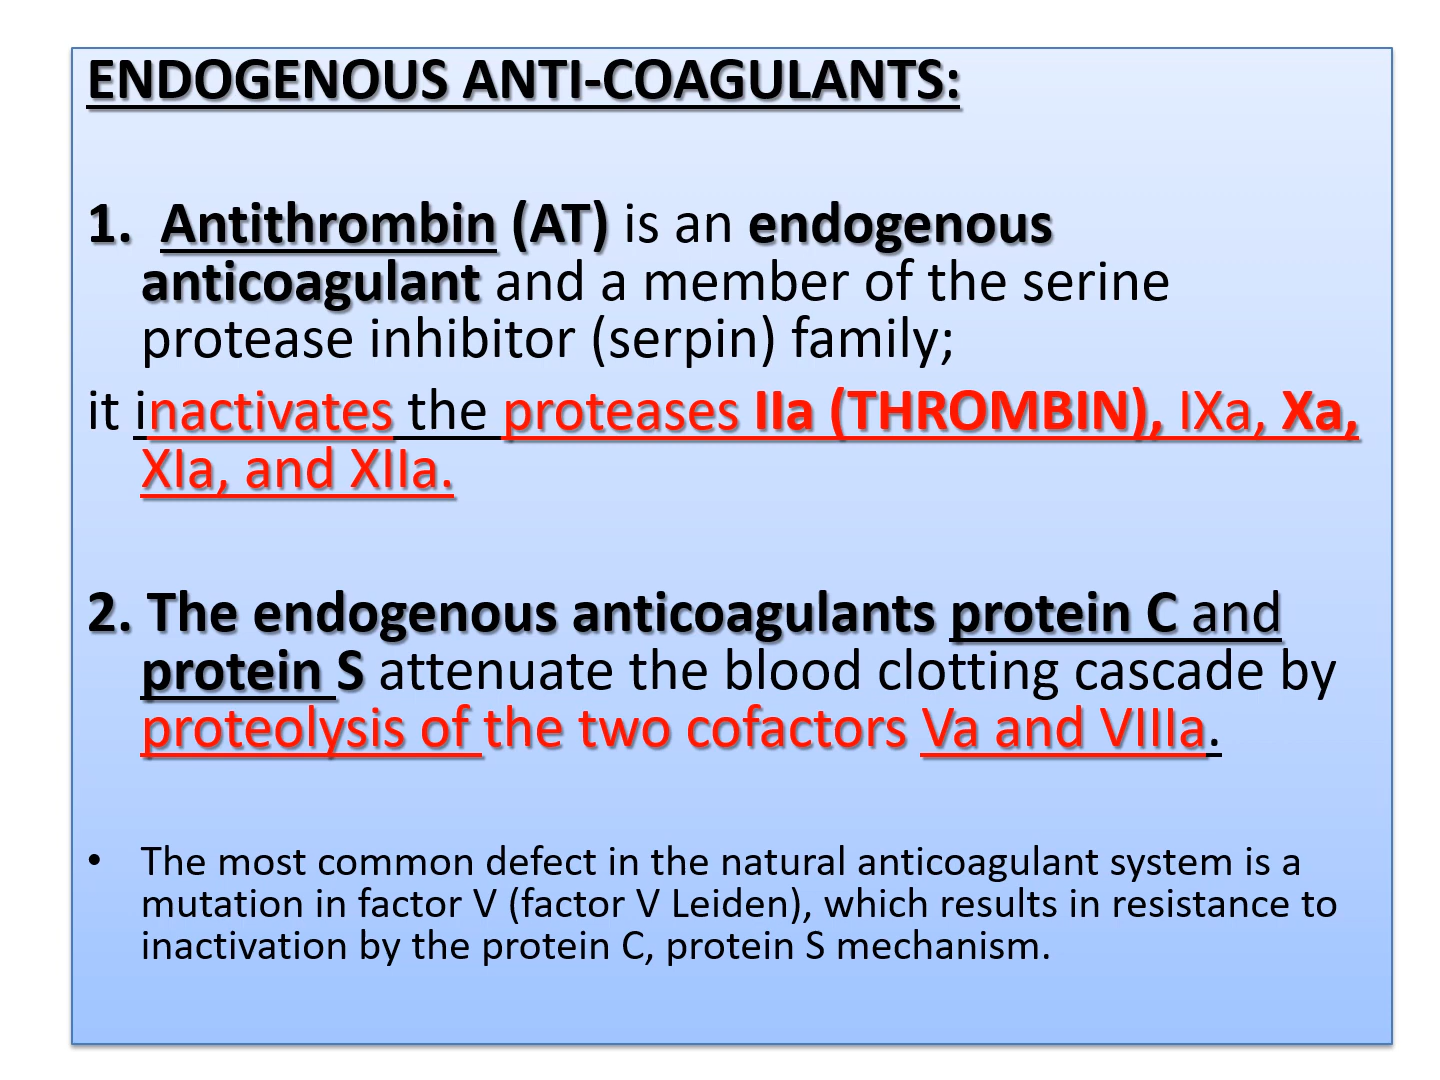 ENDOGENOUS ANTI-COAGULANTS:
1. Antithrombin (AT) is an endogenous
anticoagulant and a member of the serine
protease inhibitor (serpin) family;
it inactivates the proteases IIa (THROMBIN), IXa, Xa,
XIa, and XIIa.
2. The endogenous anticoagulants protein C and
protein S attenuate the blood clotting cascade by
proteolysis of the two cofactors Va and VIIIa.
• The most common defect in the natural anticoagulant system is a
mutation in factor V (factor V Leiden), which results in resistance to
inactivation by the protein C, protein S mechanism.